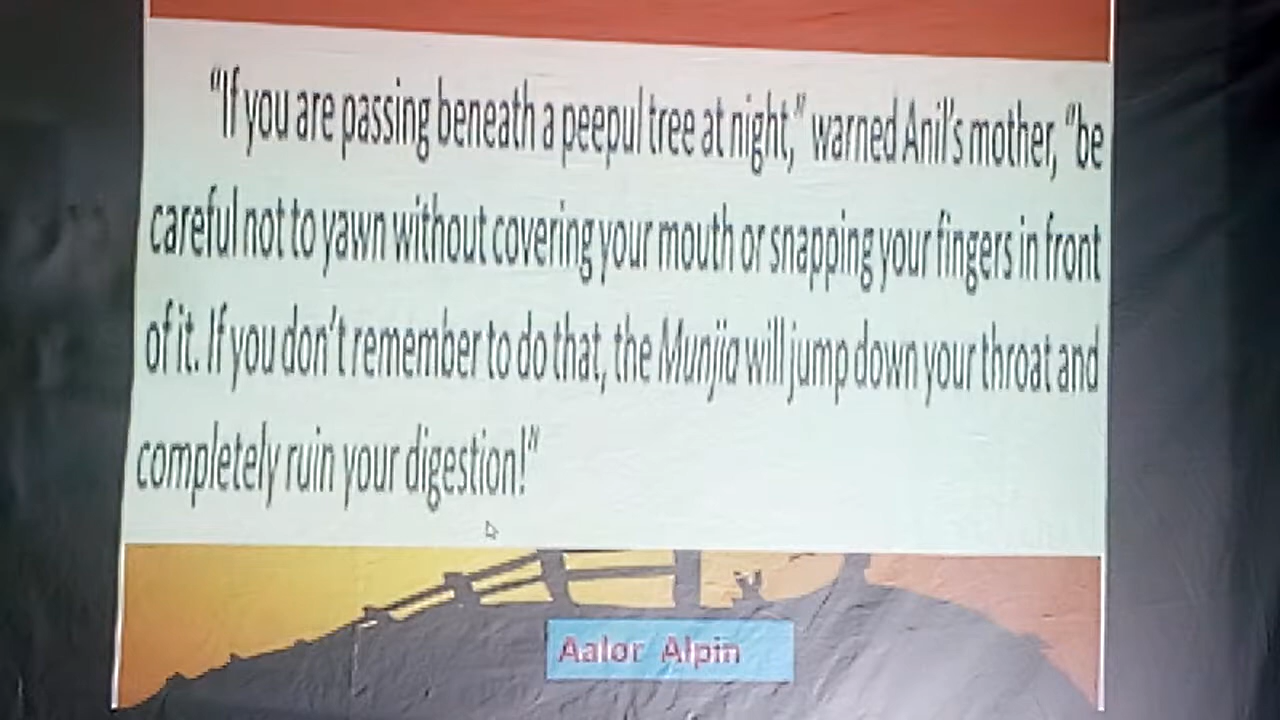 “If you are passing beneath a peepul tree at night,” warned Anil’s mother, “be
careful not to yawn without covering your mouth or snapping your fingers in front
of it. If you don’t remember to do that, the Munjia will jump down your throat and
completely ruin your digestion!”
Aalor Alpin